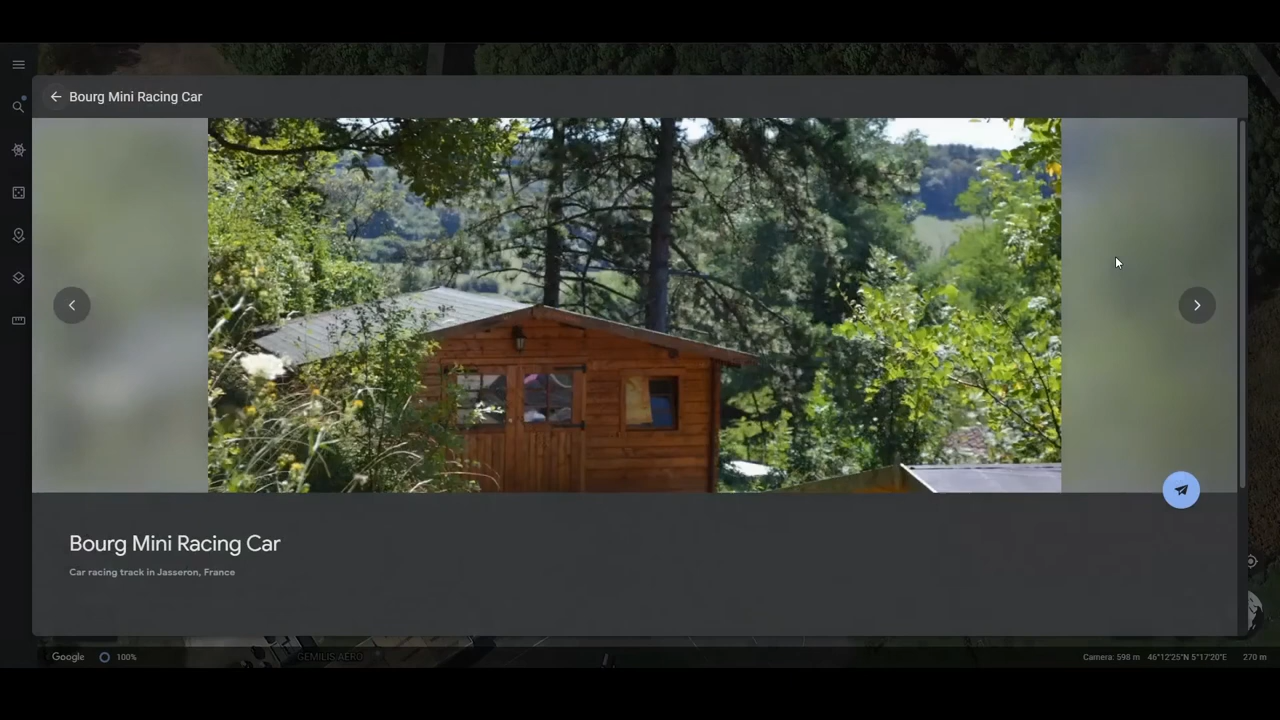 Bourg Mini Racing Car
Bourg Mini Racing Car
Car racing track in Jasseron, France
GEMILIS AERO
Google
100%
Camera: 598 m 46°12'25"N 5°17'20"E 270 m